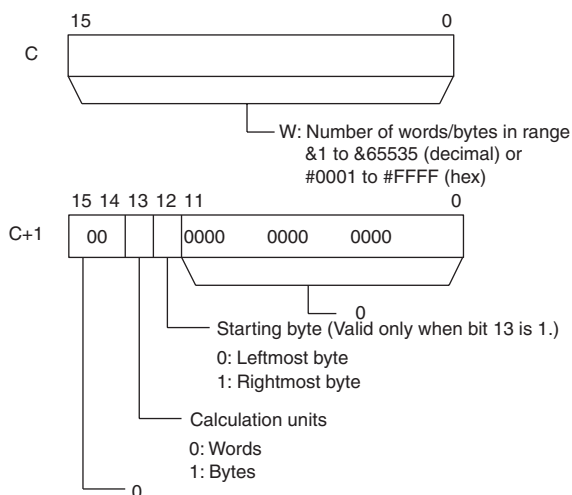 15 0
C
W: Number of words/bytes in range
&1 to &65535 (decimal) or
#0001 to #FFFF (hex)
15 14 13 12 11 0
C+1 00 0000 0000 0000
0
Starting byte (Valid only when bit 13 is 1.)
0: Leftmost byte
1: Rightmost byte
Calculation units
0: Words
1: Bytes
0